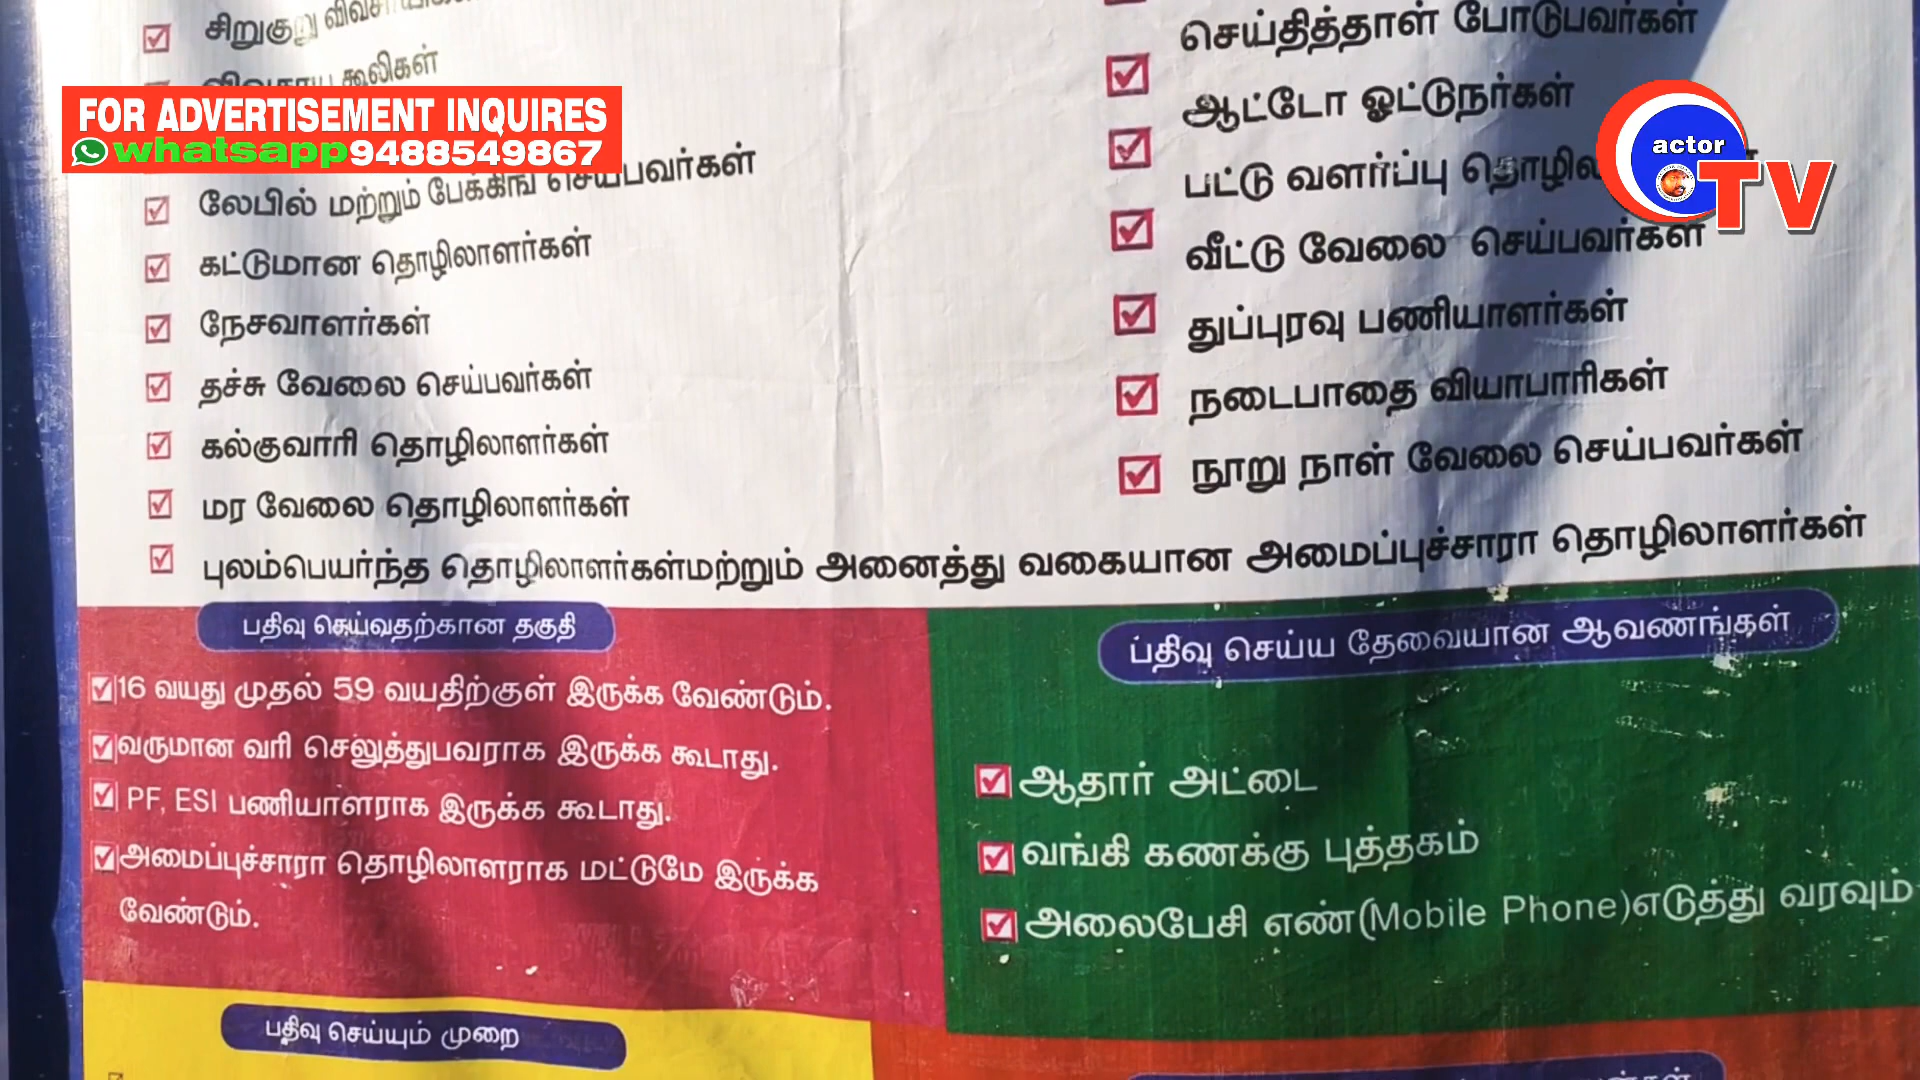 சிறுகுறு
கூலிகள்
FOR ADVERTISEMENT INQUIRES
whatsapp9488549867
லேபில் மற்றும் பேக்கிங் செய்பவர்கள்
கட்டுமான தொழிலாளர்கள்
நேசவாளர்கள்
தச்சு வேலை செய்பவர்கள்
கல்குவாரி தொழிலாளர்கள்
மர வேலை தொழிலாளர்கள்
செய்தித்தாள் போடுபவர்கள்
ஆட்டோ ஓட்டுநர்கள்
பட்டு வளர்ப்பு
வீட்டு வேலை செய்பவர்கள்
துப்புரவு பணியாளர்கள்
நடைபாதை வியாபாரிகள்
நூறு நாள் வேலை செய்பவர்கள்
actor
TV
புலம்பெயர்ந்த தொழிலாளர்கள்மற்றும் அனைத்து வகையான அமைப்புச்சாரா தொழிலாளர்கள்
பதிவு செய்வதற்கான தகுதி
16 வயது முதல் 59 வயதிற்குள் இருக்க வேண்டும்.
வருமான வரி செலுத்துபவராக இருக்க கூடாது.
PF, ESI பணியாளராக இருக்க கூடாது.
அமைப்புச்சாரா தொழிலாளராக மட்டுமே இருக்க
வேண்டும்.
பதிவு செய்ய தேவையான ஆவணங்கள்
ஆதார் அட்டை
வங்கி கணக்கு புத்தகம்
அலைபேசி எண்(Mobile Phone)எடுத்து வரவும்
பதிவு செய்யும் முறை